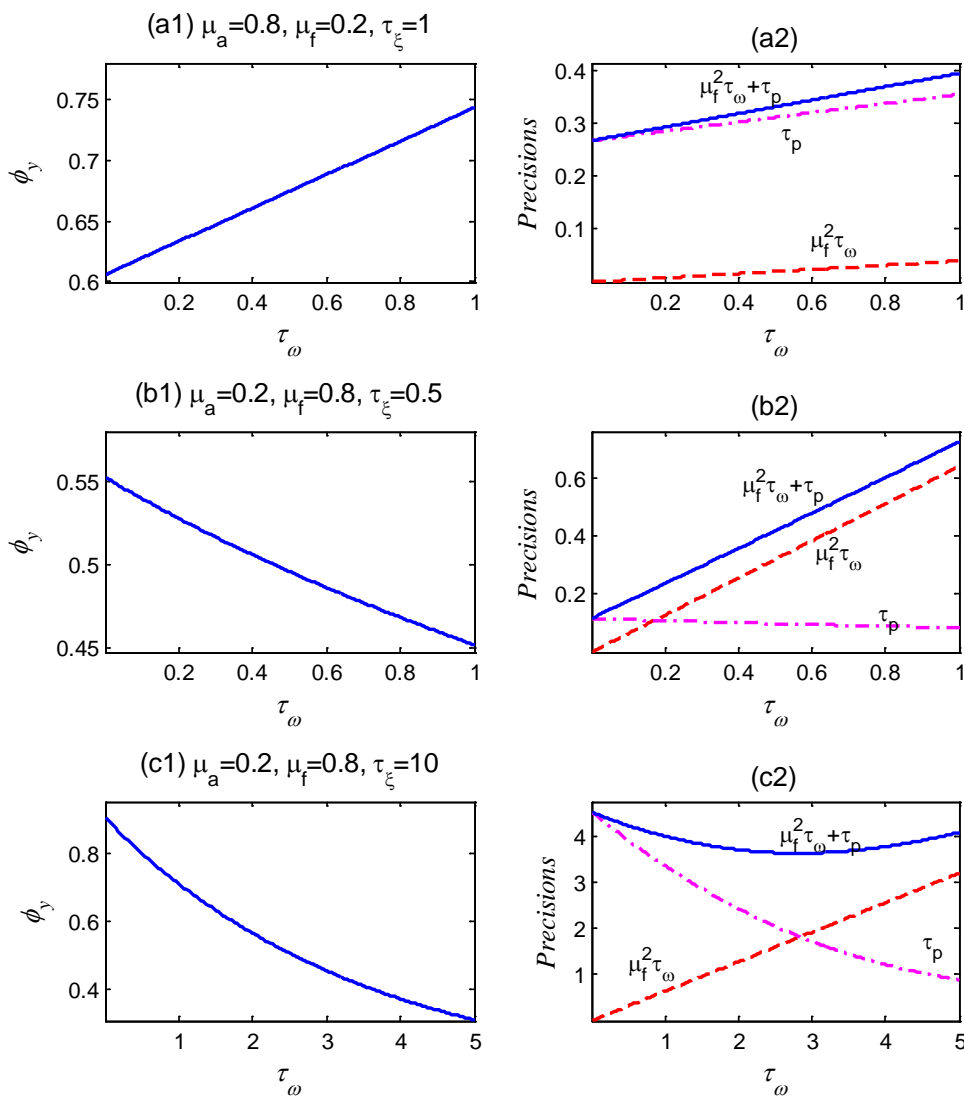 (a1) μa=0.8, μf=0.2, τξ=1
0.75
0.7
0.65
0.6
ϕy
0.2 0.4 0.6 0.8 1
τω
(a2)
0.4
0.3
0.2
0.1
Precisions
μf²τω+τp
τp
μf²τω
0.2 0.4 0.6 0.8 1
τω
(b1) μa=0.2, μf=0.8, τξ=0.5
0.55
0.5
0.45
ϕy
0.2 0.4 0.6 0.8 1
τω
(b2)
0.6
0.4
0.2
Precisions
μf²τω+τp
μf²τω
τp
0.2 0.4 0.6 0.8 1
τω
(c1) μa=0.2, μf=0.8, τξ=10
0.8
0.6
0.4
ϕy
1 2 3 4 5
τω
(c2)
4
3
2
1
Precisions
μf²τω+τp
μf²τω
τp
1 2 3 4 5
τω